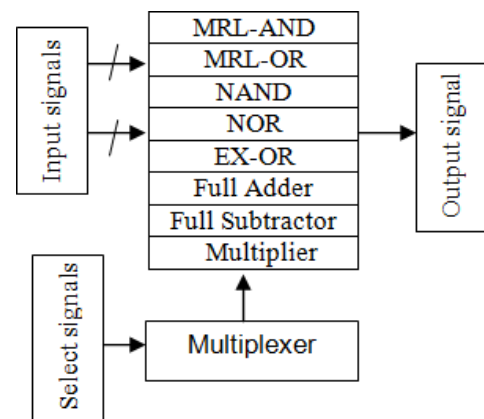 Input signals
MRL-AND
MRL-OR
NAND
NOR
EX-OR
Full Adder
Full Subtractor
Multiplier
Output signal
Select signals
Multiplexer